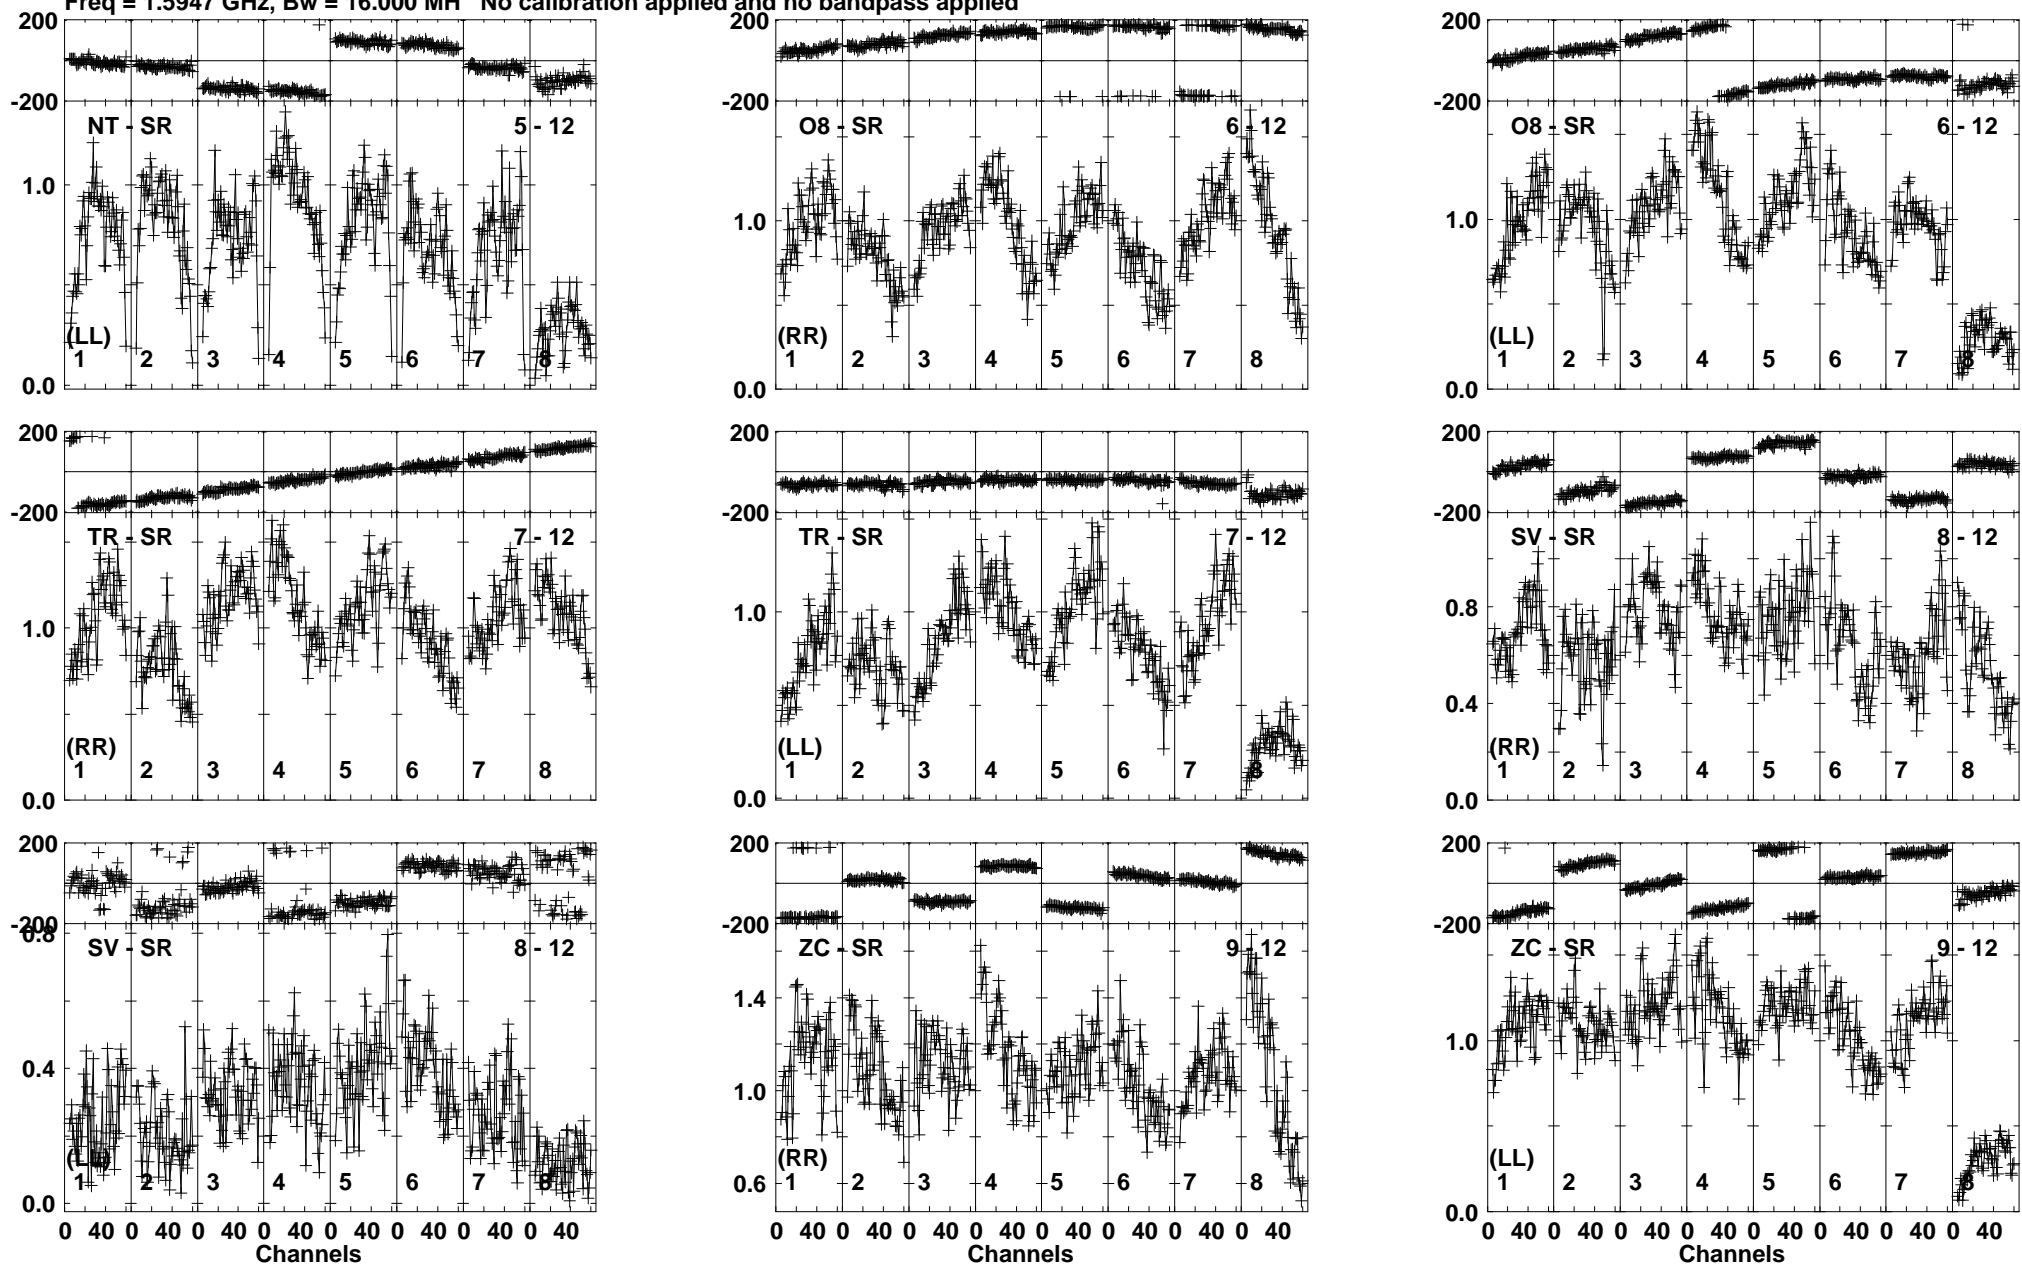 Freq = 1.5947 GHz, Bw = 16.000 MH No calibration applied and no bandpass applied
200 200 200
-200 -200 -200
NT - SR 5 - 12 O8 - SR 6 - 12 O8 - SR 6 - 12
1.0 1.0 1.0
(LL) (RR) (LL)
1 2 3 4 5 6 7 8 1 2 3 4 5 6 7 8 1 2 3 4 5 6 7 8
0.0 0.0 0.0
200 200 200
-200 -200 -200
TR - SR 7 - 12 TR - SR 7 - 12 SV - SR 8 - 12
1.0 1.0 0.8
0.4
(RR) (LL) (RR)
1 2 3 4 5 6 7 8 1 2 3 4 5 6 7 8 1 2 3 4 5 6 7 8
0.0 0.0 0.0
200 200 200
-200 -200 -200
0.8
SV - SR 8 - 12 ZC - SR 9 - 12 ZC - SR 9 - 12
1.4
0.4 1.0 1.0
(LL) (RR) (LL)
1 2 3 4 5 6 7 8 1 2 3 4 5 6 7 8 1 2 3 4 5 6 7 8
0.0 0.6 0.0
0 40 0 40 0 40 0 40 0 40 0 40 0 40 0 40 0 40 0 40 0 40 0 40 0 40 0 40 0 40 0 40 0 40 0 40 0 40 0 40 0 40 0 40 0 40 0 40
Channels Channels Channels